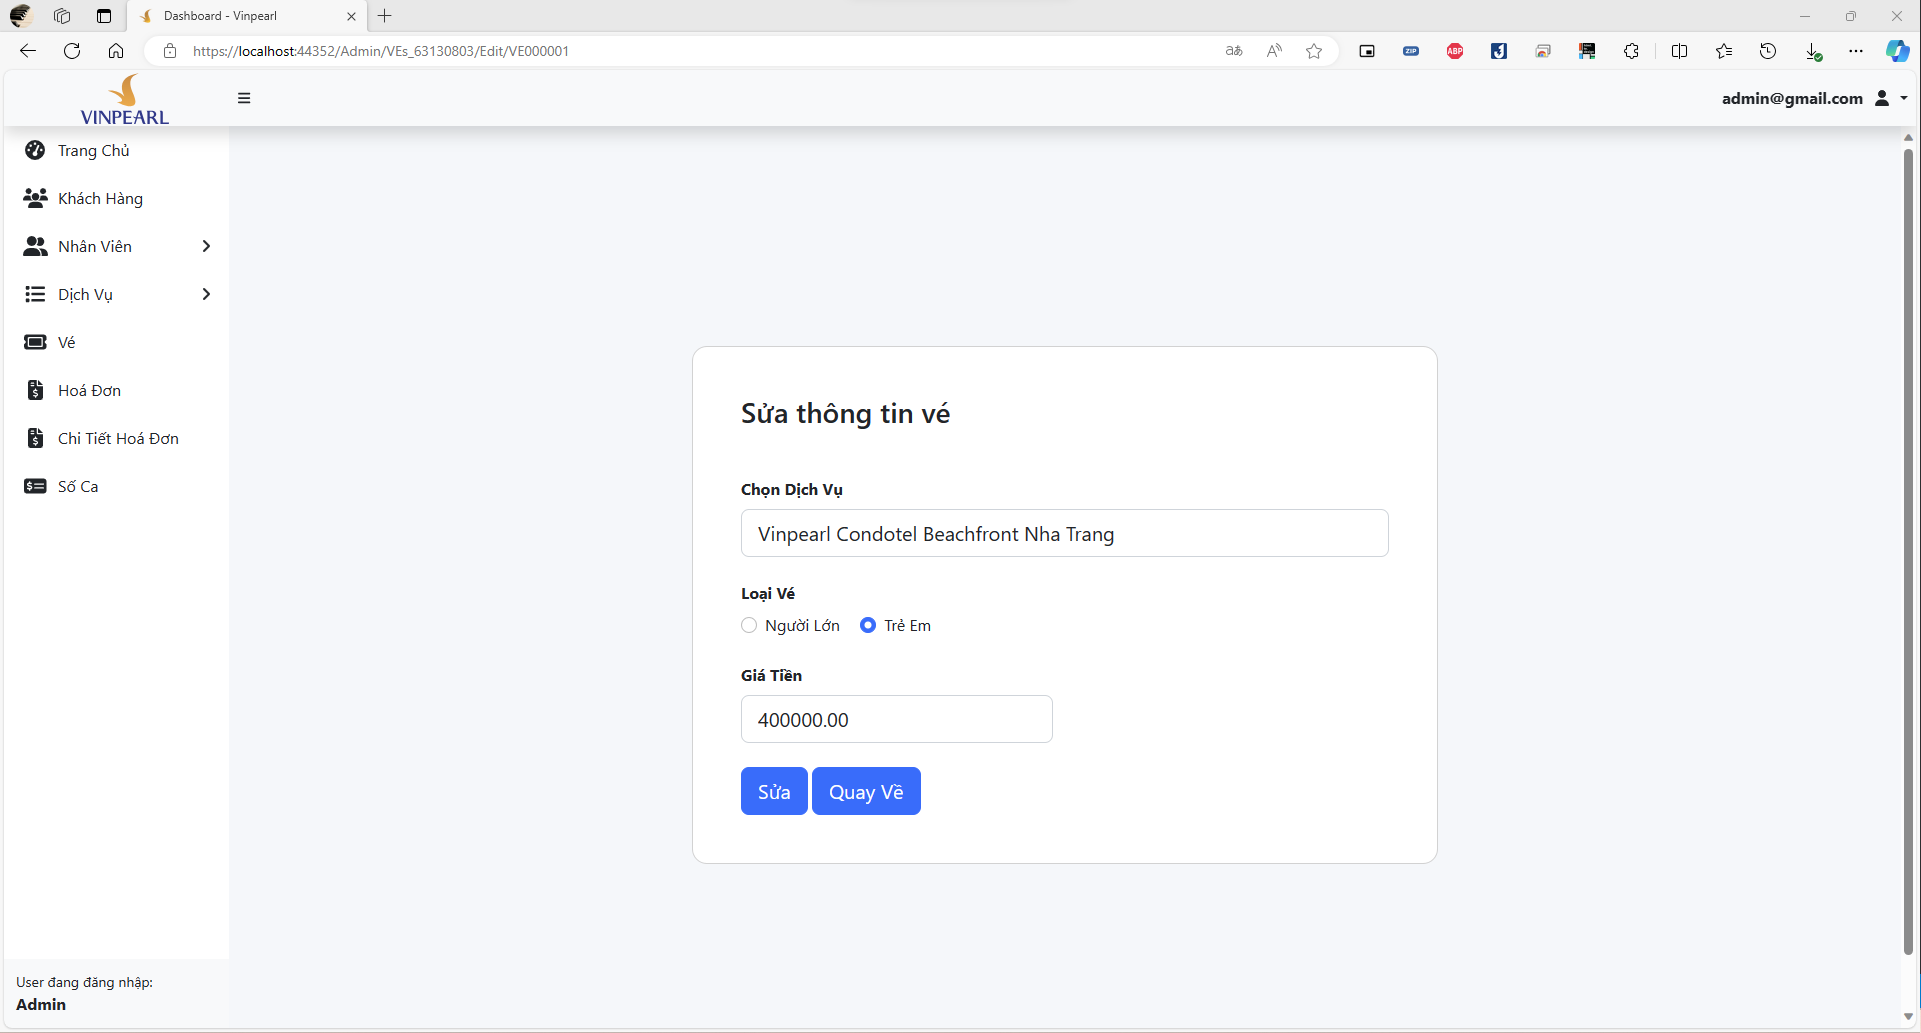 Dashboard - Vinpearl
https://localhost:44352/Admin/VEs_63130803/Edit/VE000001
aあ
A
ZIP
ABP
VINPEARL
admin@gmail.com
Trang Chủ
Khách Hàng
Nhân Viên
Dịch Vụ
Vé
Hoá Đơn
Chi Tiết Hoá Đơn
Số Ca
Sửa thông tin vé
Chọn Dịch Vụ
Vinpearl Condotel Beachfront Nha Trang
Loại Vé
Người Lớn Trẻ Em
Giá Tiền
400000.00
Sửa Quay Về
User đang đăng nhập:
Admin